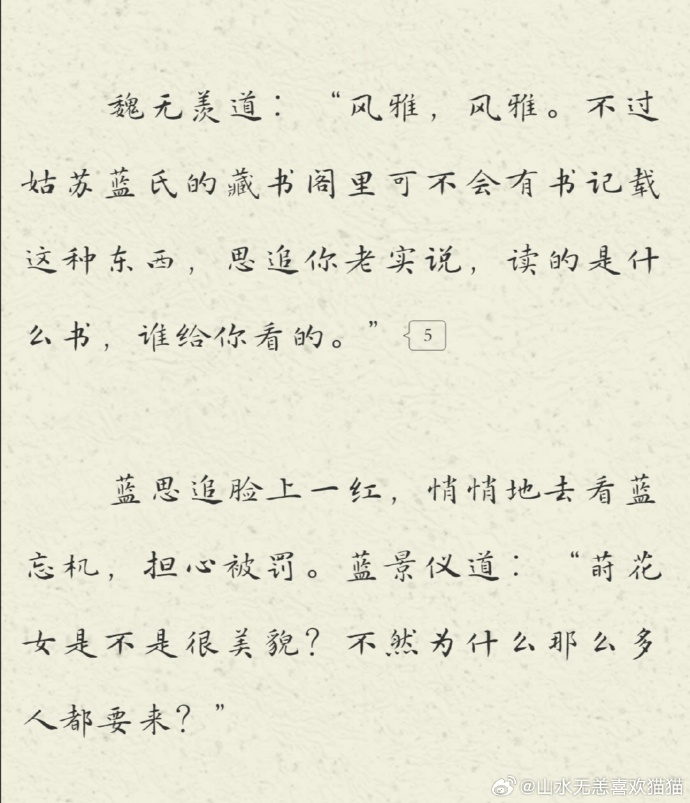 魏无羡道：“风雅，风雅。不过
姑苏蓝氏的藏书阁里可不会有书记载
这种东西，思追你老实说，读的是什
么书，谁给你看的。” 5
蓝思追脸上一红，悄悄地去看蓝
忘机，担心被罚。蓝景仪道：“莳花
女是不是很美貌？不然为什么那么多
人都要来？”
@山水无恙喜欢猫猫